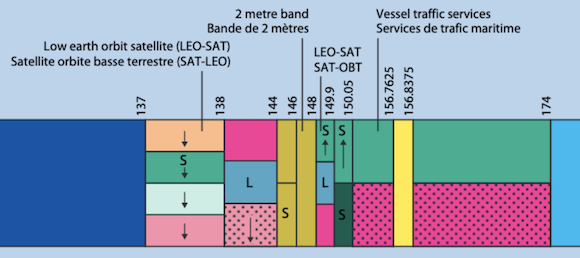 2 metre band
Bande de 2 mètres
Vessel traffic services
Services de trafic maritime
Low earth orbit satellite (LEO-SAT)
Satellite orbite basse terrestre (SAT-LEO)
LEO-SAT
SAT-OBT
137
138
144
146
148
149.9
150.05
156.7625
156.8375
174
S
S
S
L
L
S
S